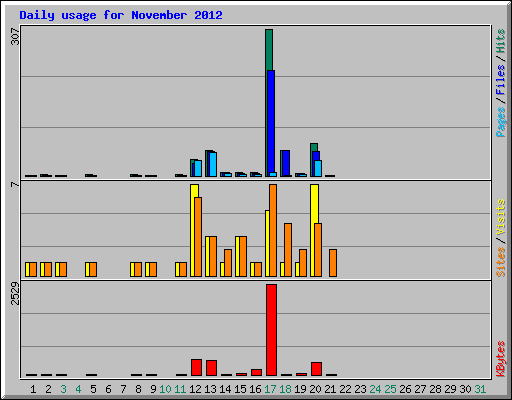 Daily usage for November 2012
307
Pages / Files / Hits
7
Sites / Visits
2529
KBytes
1 2 3 4 5 6 7 8 9 10 11 12 13 14 15 16 17 18 19 20 21 22 23 24 25 26 27 28 29 30 31